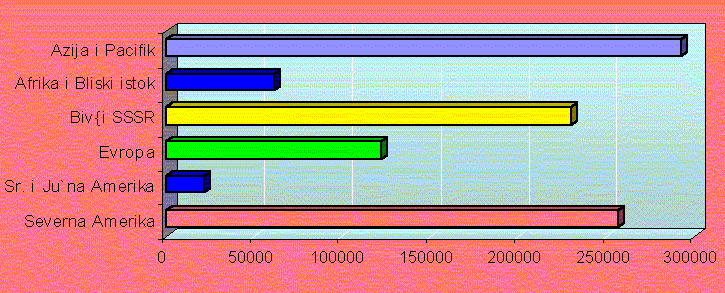 Azija i Pacifik
Afrika i Bliski istok
Biv{i SSSR
Evropa
Sr. i Ju`na Amerika
Severna Amerika
0 50000 100000 150000 200000 250000 300000